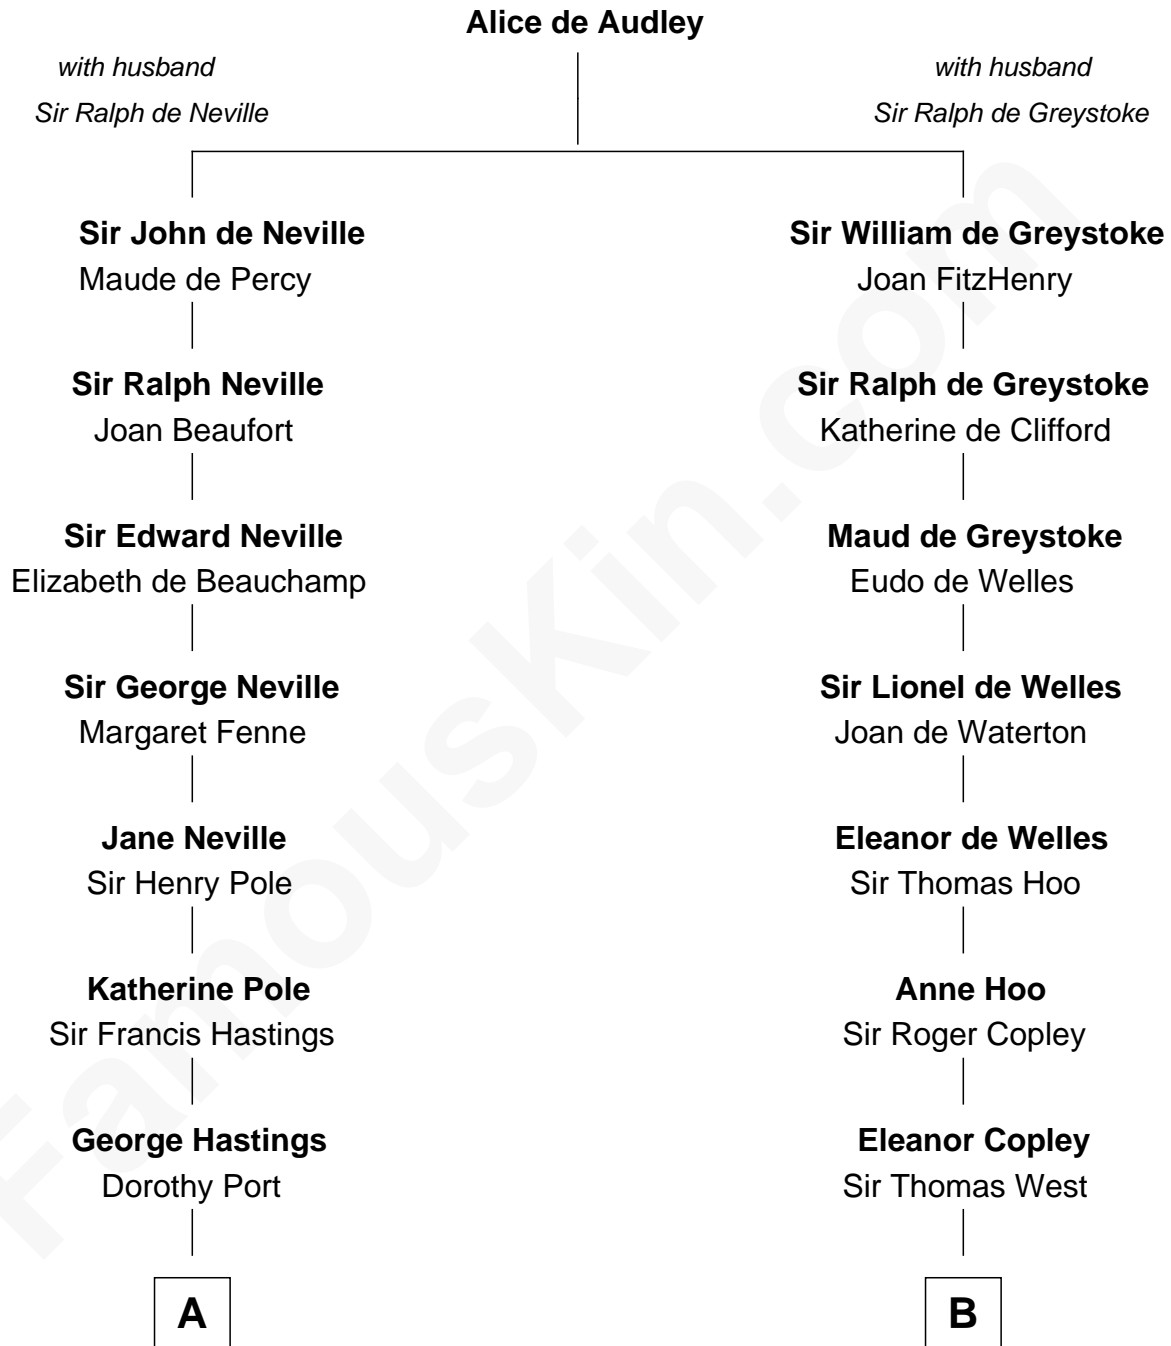 Alice de Audley
with husband
Sir Ralph de Neville
with husband
Sir Ralph de Greystoke
Sir John de Neville
Maude de Percy
Sir William de Greystoke
Joan FitzHenry
Sir Ralph Neville
Joan Beaufort
Sir Ralph de Greystoke
Katherine de Clifford
Sir Edward Neville
Elizabeth de Beauchamp
Maud de Greystoke
Eudo de Welles
Sir George Neville
Margaret Fenne
Sir Lionel de Welles
Joan de Waterton
Jane Neville
Sir Henry Pole
Eleanor de Welles
Sir Thomas Hoo
Katherine Pole
Sir Francis Hastings
Anne Hoo
Sir Roger Copley
George Hastings
Dorothy Port
Eleanor Copley
Sir Thomas West
A
B
FamousKin.com